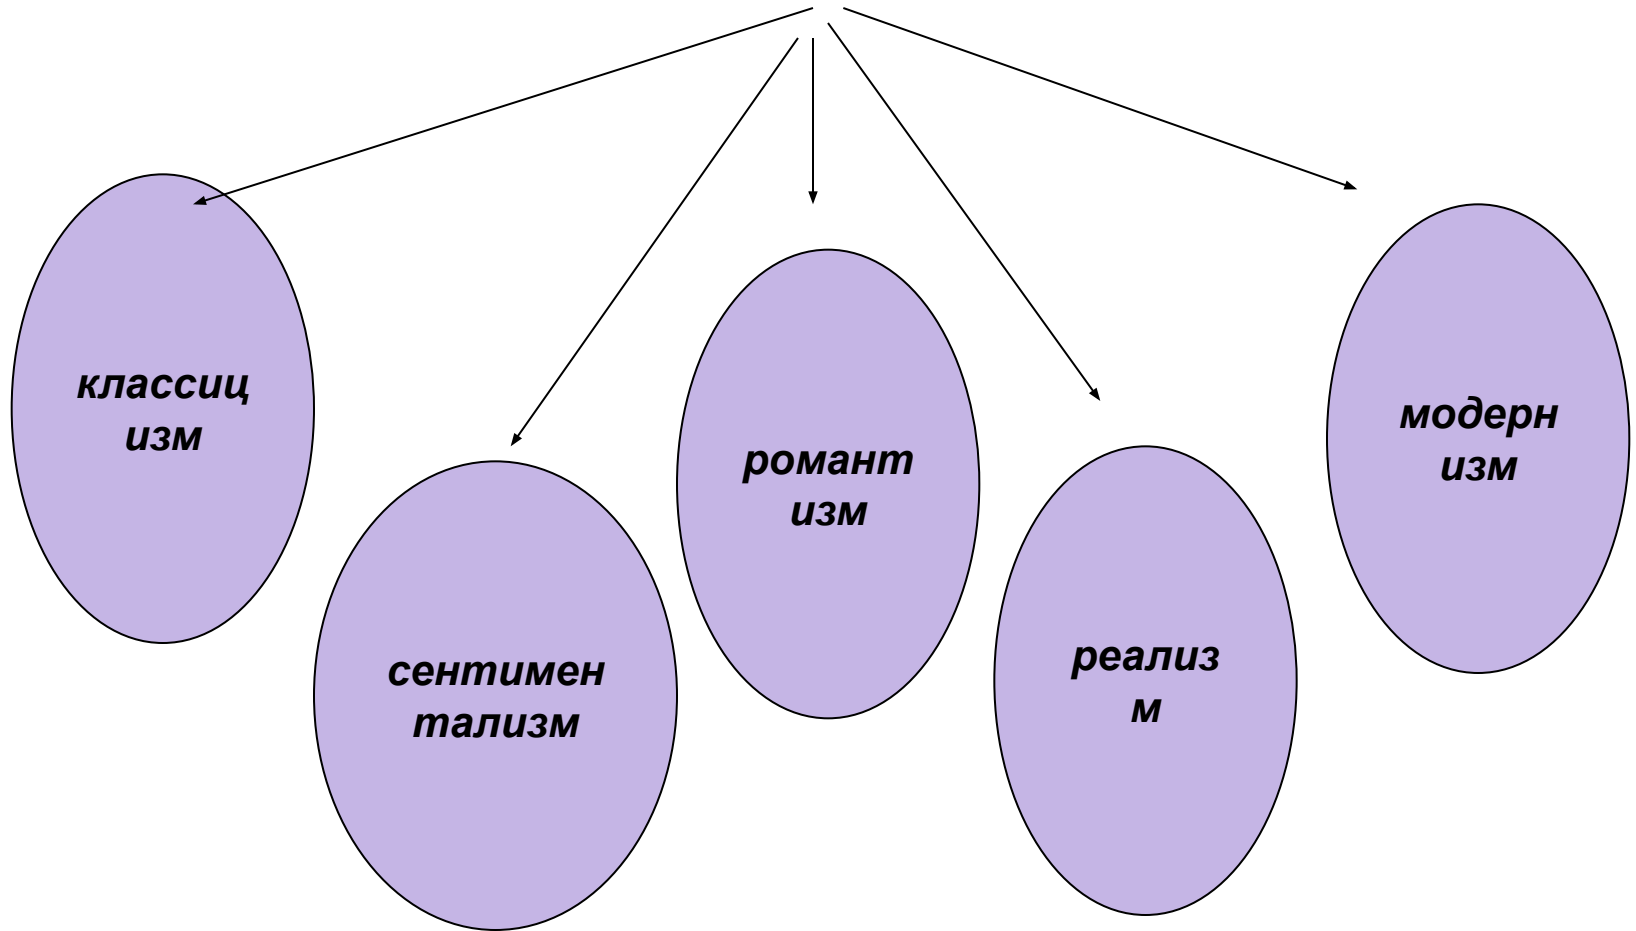 классиц
изм
сентимен
тализм
романт
изм
реализ
м
модерн
изм